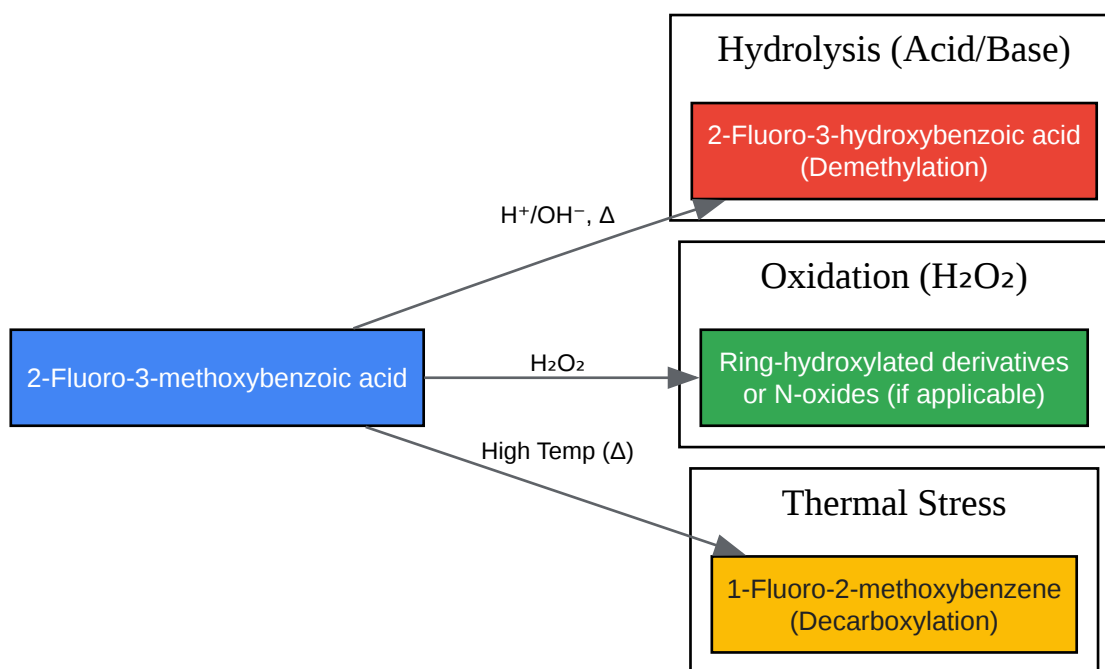 Hydrolysis (Acid/Base)
2-Fluoro-3-hydroxybenzoic acid
(Demethylation)
H⁺/OH⁻, Δ
Oxidation (H₂O₂)
2-Fluoro-3-methoxybenzoic acid
H₂O₂
Ring-hydroxylated derivatives
or N-oxides (if applicable)
High Temp (Δ)
Thermal Stress
1-Fluoro-2-methoxybenzene
(Decarboxylation)